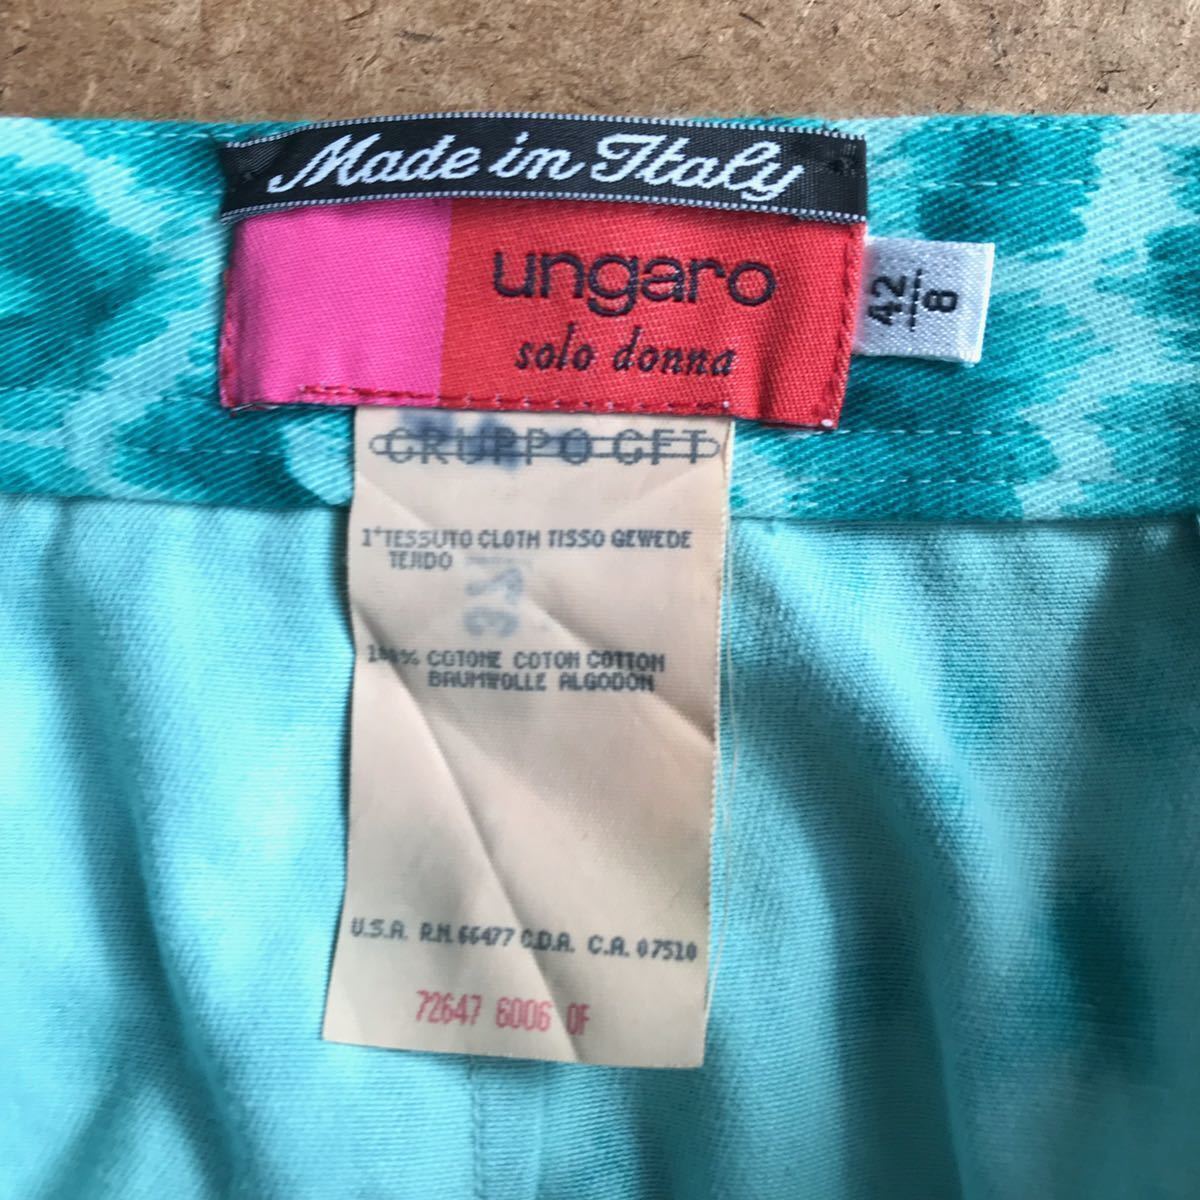 Made in Italy
ungaro
solo donna
42
8
GRUPPO GFT
1°TESSUTO CLOTH TISSO GEWEDE
TEJIDO
100% COTONE COTON COTTON
BAUMWOLLE ALGODON
U.S.A. R.N. 66477 C.D.A. C.A. 07510
72647 6006 OF